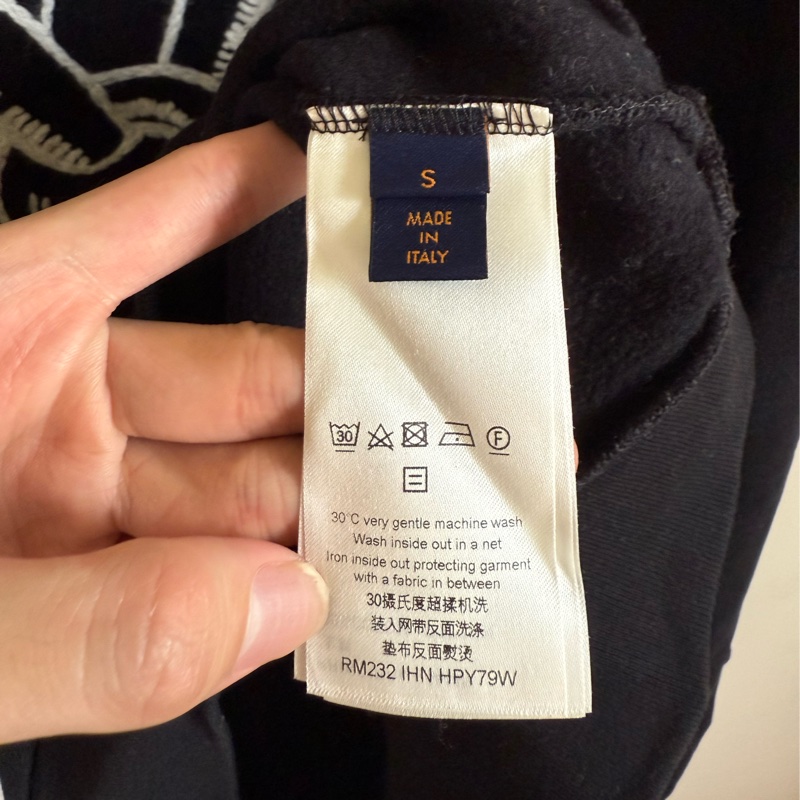 S
MADE
IN
ITALY
30
F
30°C very gentle machine wash
Wash inside out in a net
Iron inside out protecting garment
with a fabric in between
30摄氏度超揉机洗
装入网带反面洗涤
垫布反面熨烫
RM232 IHN HPY79W